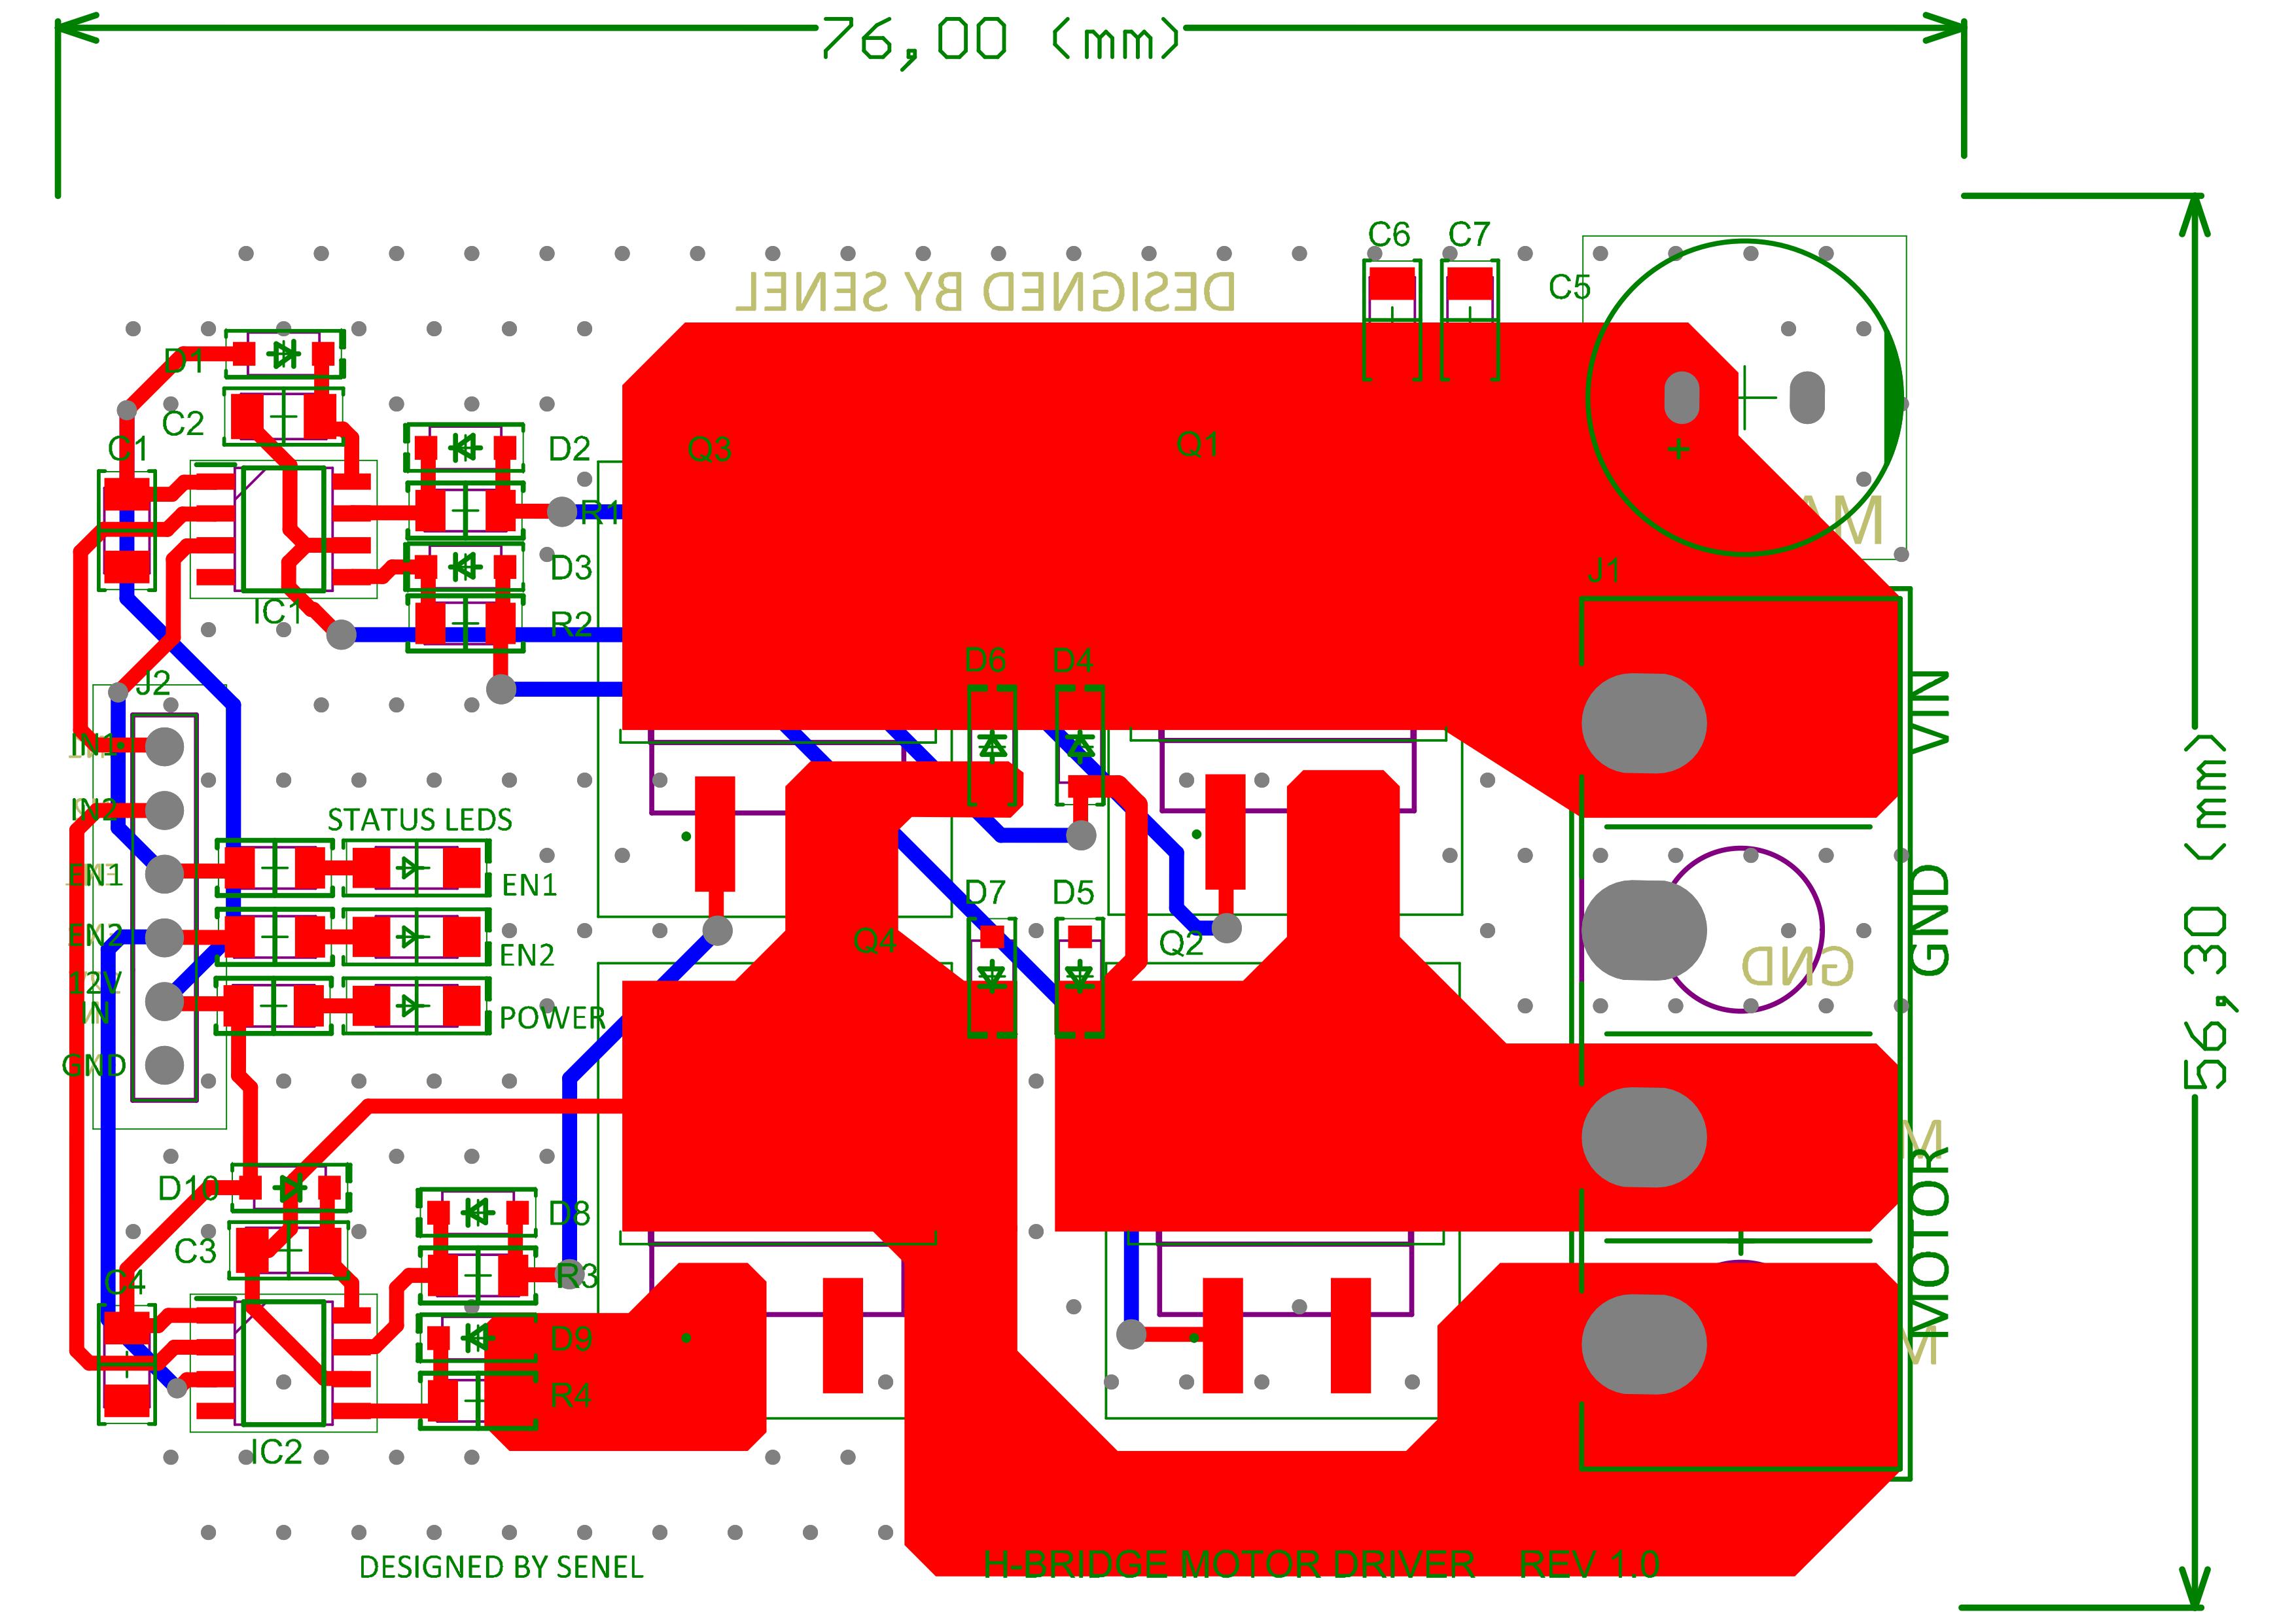 76,00 (mm)
C6
C7
DESIGNED BY SENEL
C5
D1
C2
C1
D2
Q3
Q1
M
R1
D3
J1
IC1
R2
D6
D4
J2
VIN
IN1
56,30 (mm)
IN2
STATUS LEDS
EN1
EN1
D7
D5
GND
EN2
Q4
Q2
EN2
GND
12V
IN
POWER
GND
M
D10
D8
MOTOR
C3
R3
C4
D9
M
R4
IC2
DESIGNED BY SENEL
H-BRIDGE MOTOR DRIVER REV 1.0